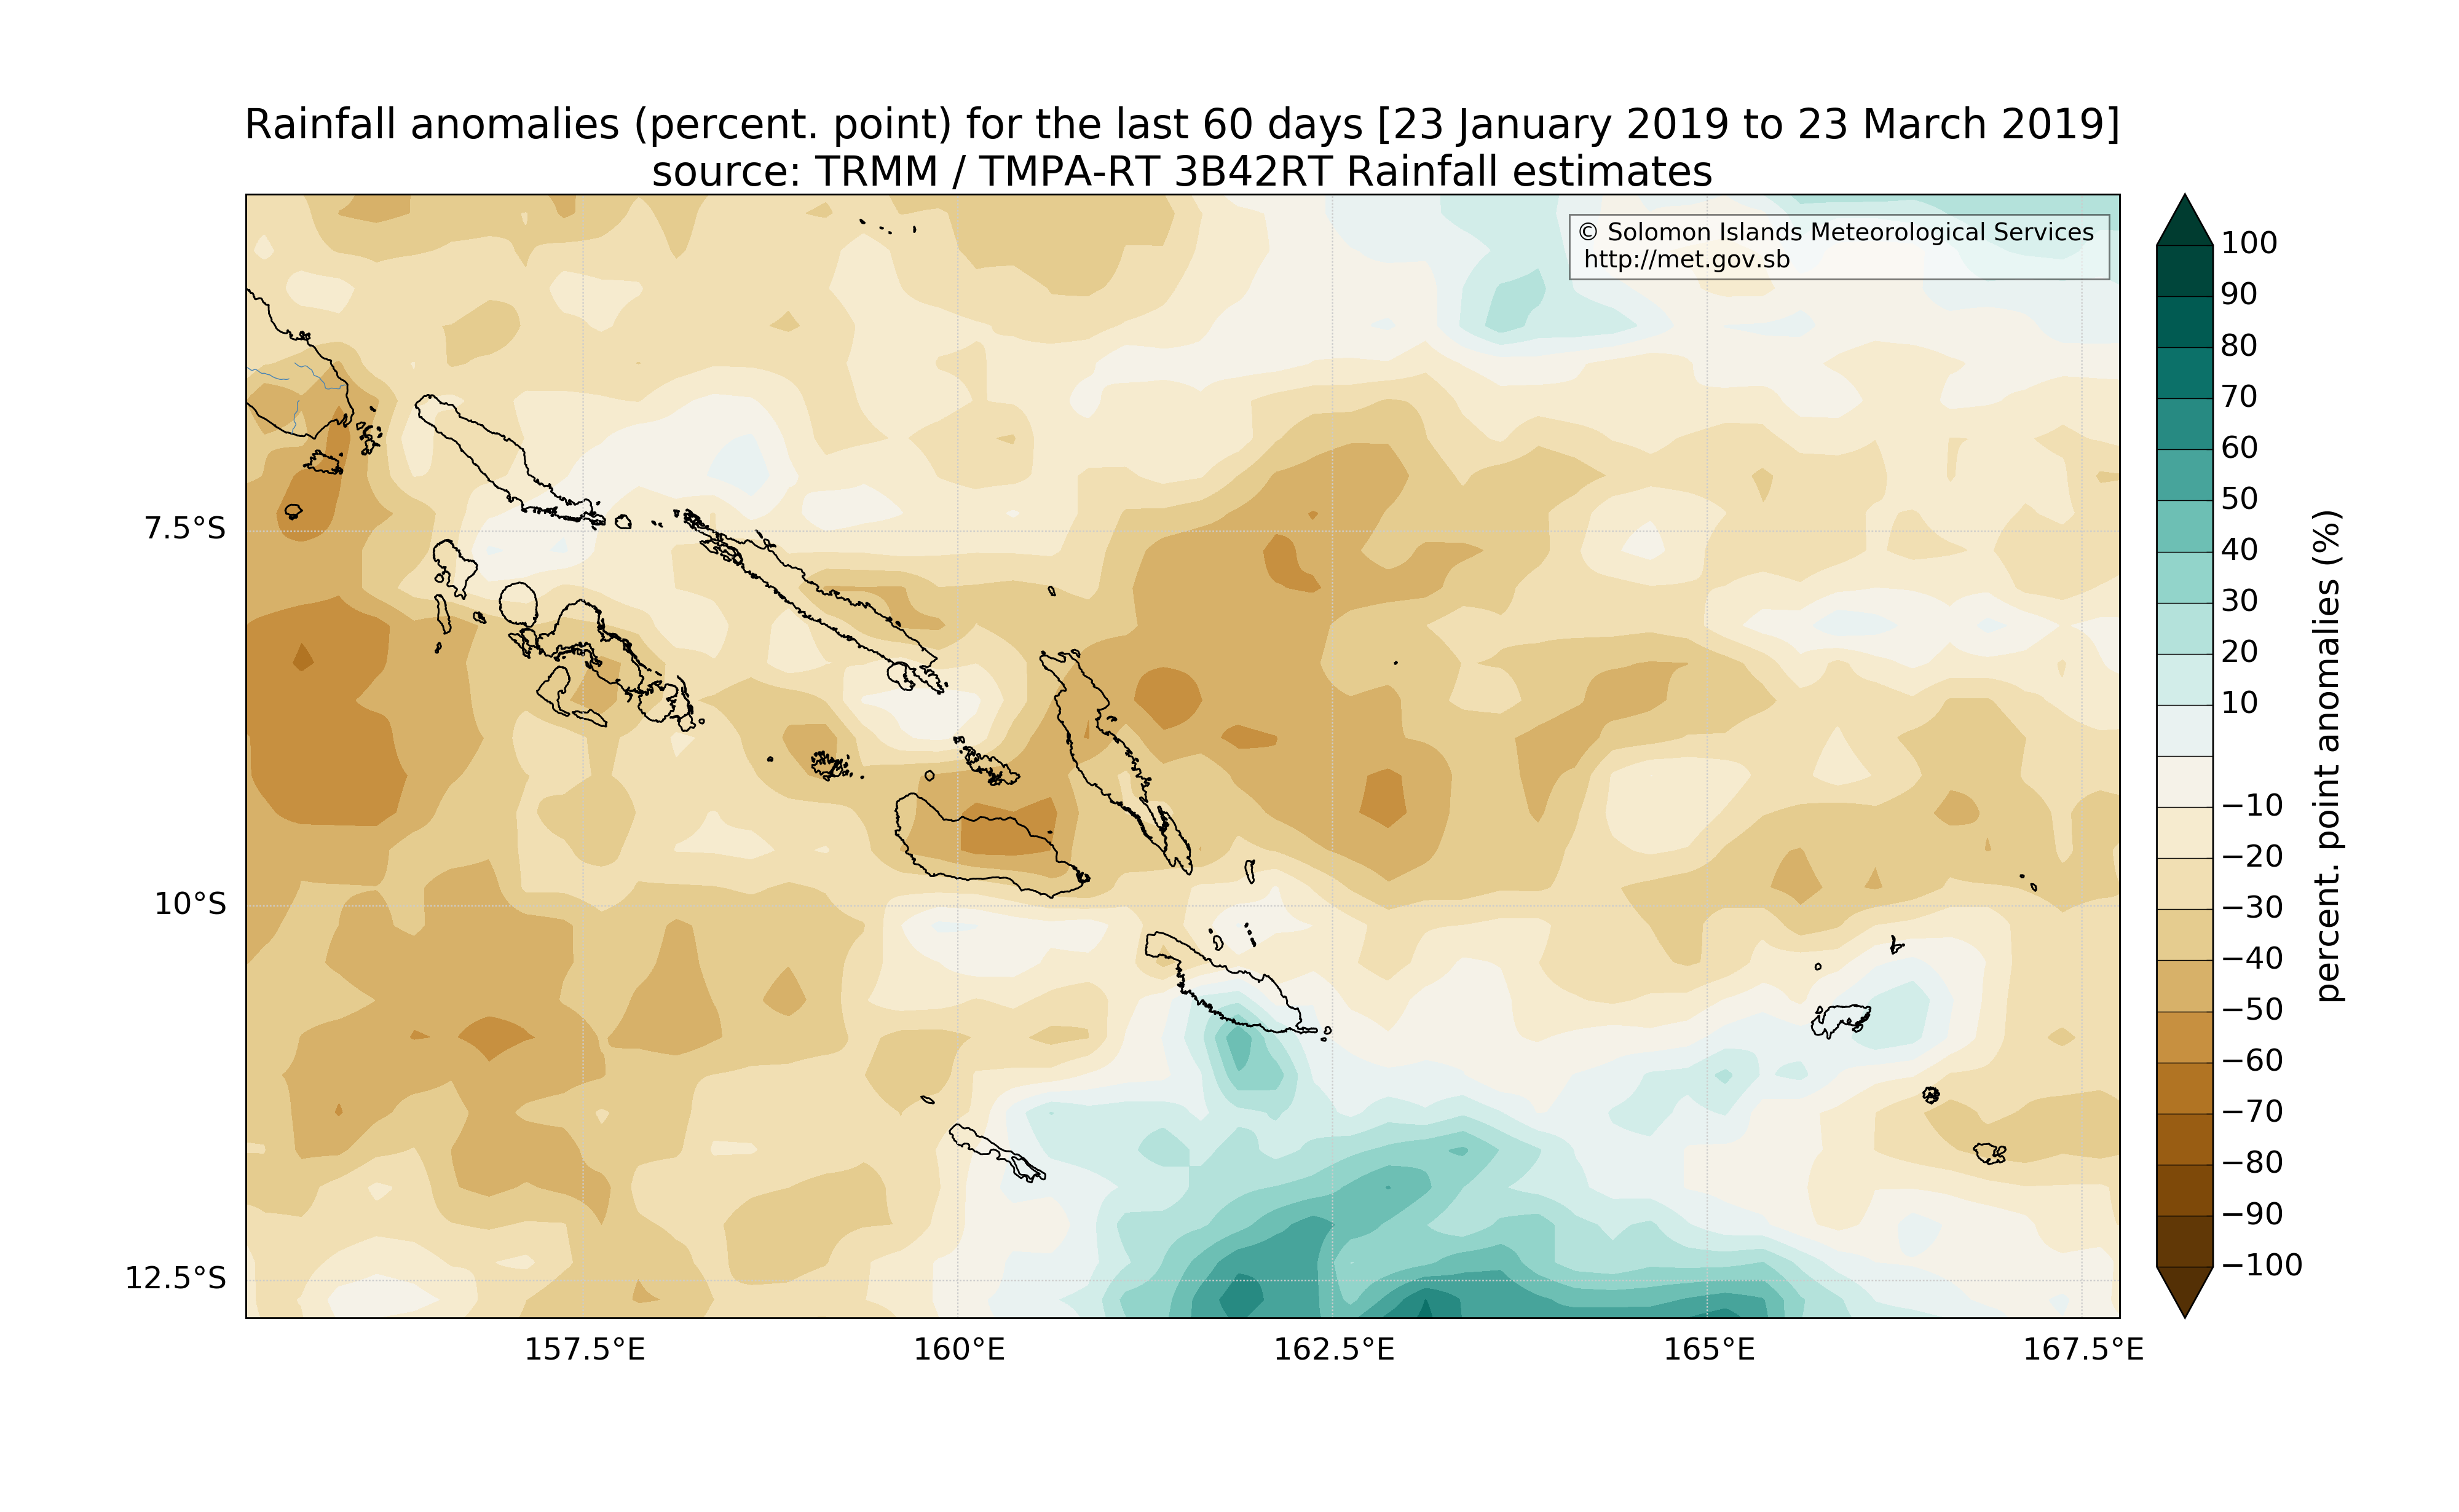 Rainfall anomalies (percent. point) for the last 60 days [23 January 2019 to 23 March 2019]
source: TRMM / TMPA-RT 3B42RT Rainfall estimates
© Solomon Islands Meteorological Services
http://met.gov.sb
7.5°S
10°S
12.5°S
157.5°E
160°E
162.5°E
165°E
167.5°E
100
90
80
70
60
50
40
30
20
10
−10
−20
−30
−40
−50
−60
−70
−80
−90
−100
percent. point anomalies (%)